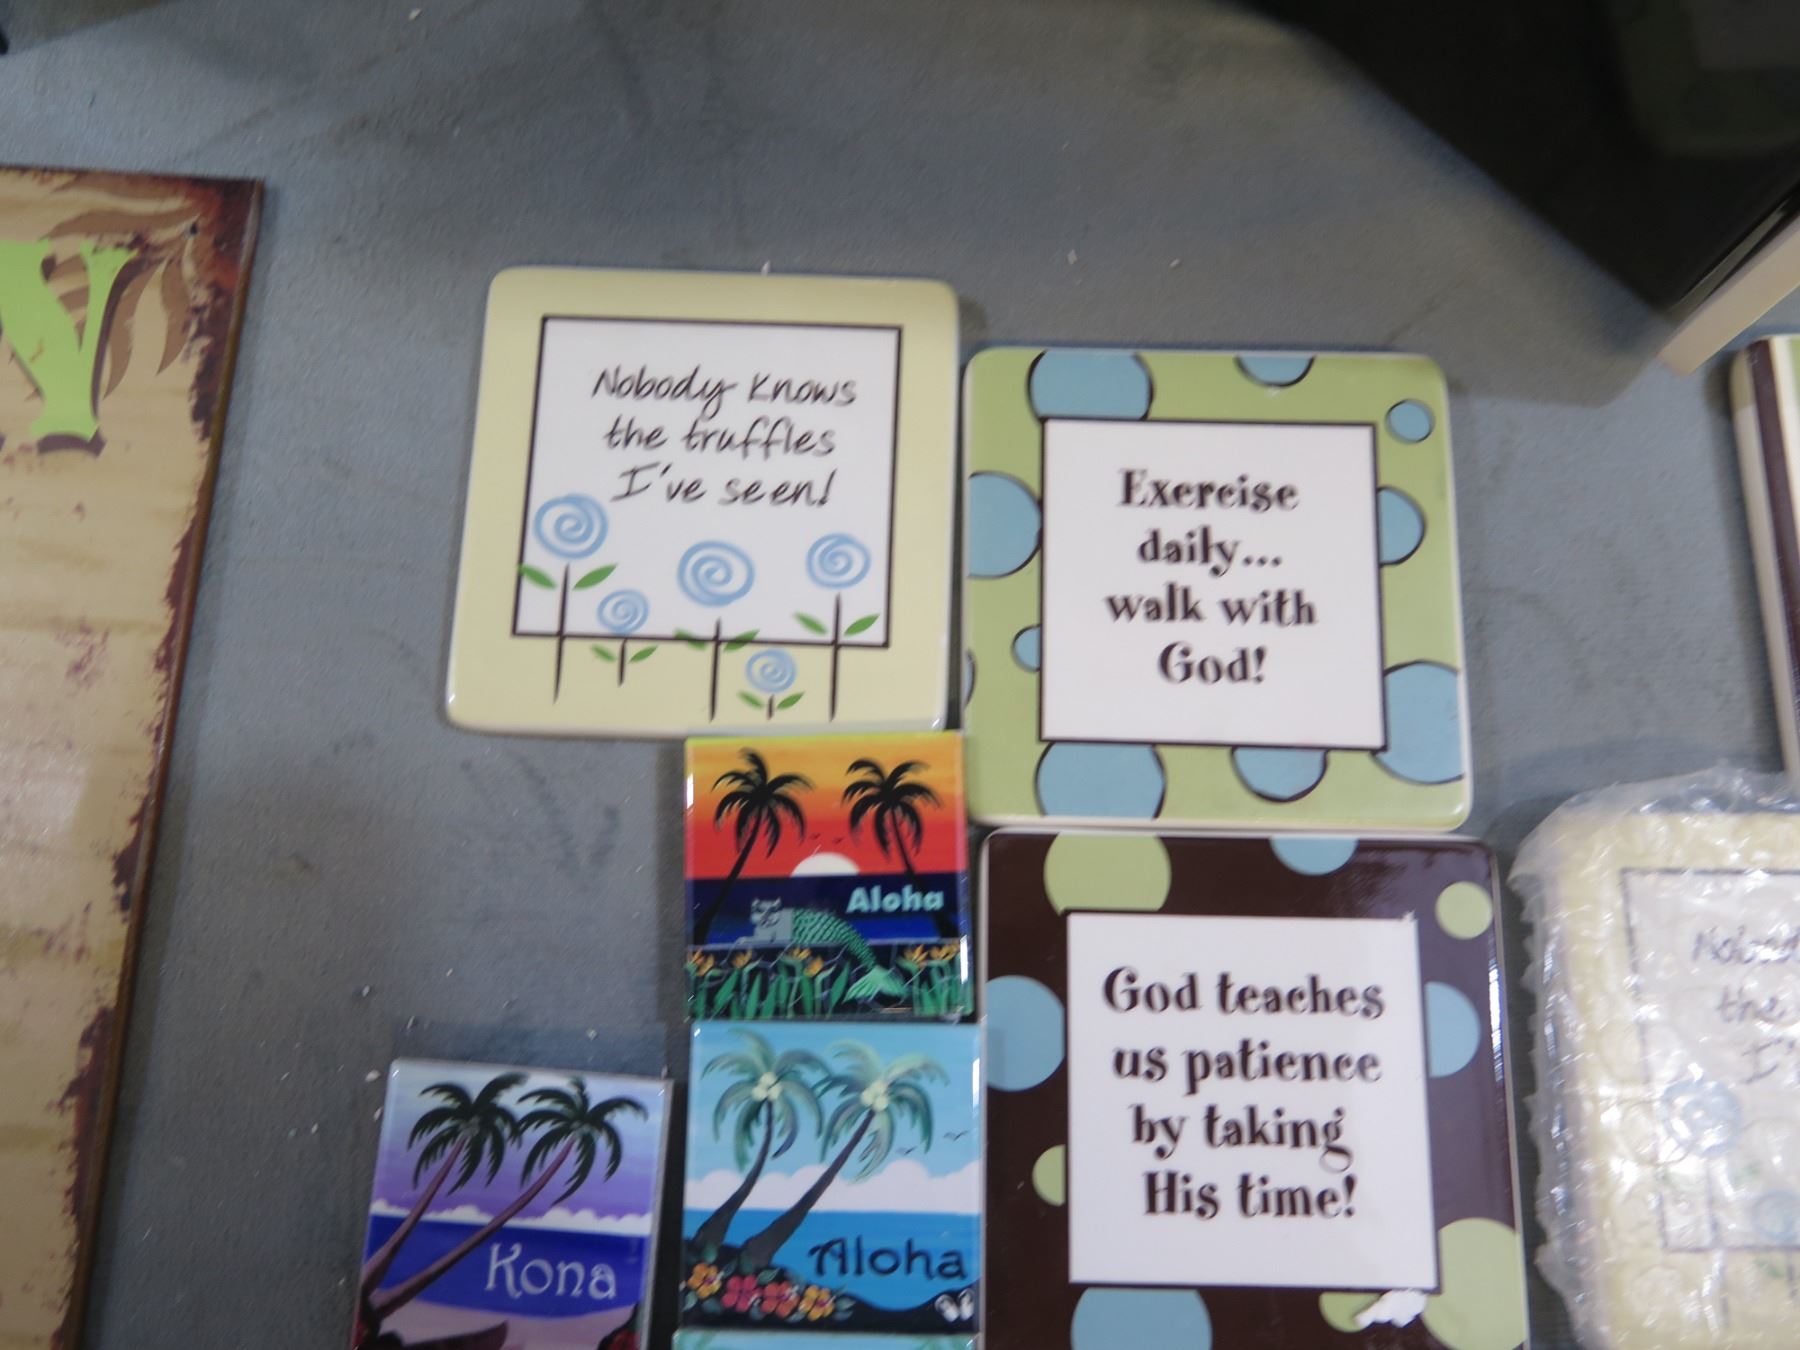 Y
Nobody Knows
the truffles
I've seen!
Exercise
daily...
walk with
God!
Aloha
God teaches
us patience
by taking
His time!
Kona
Aloha
the